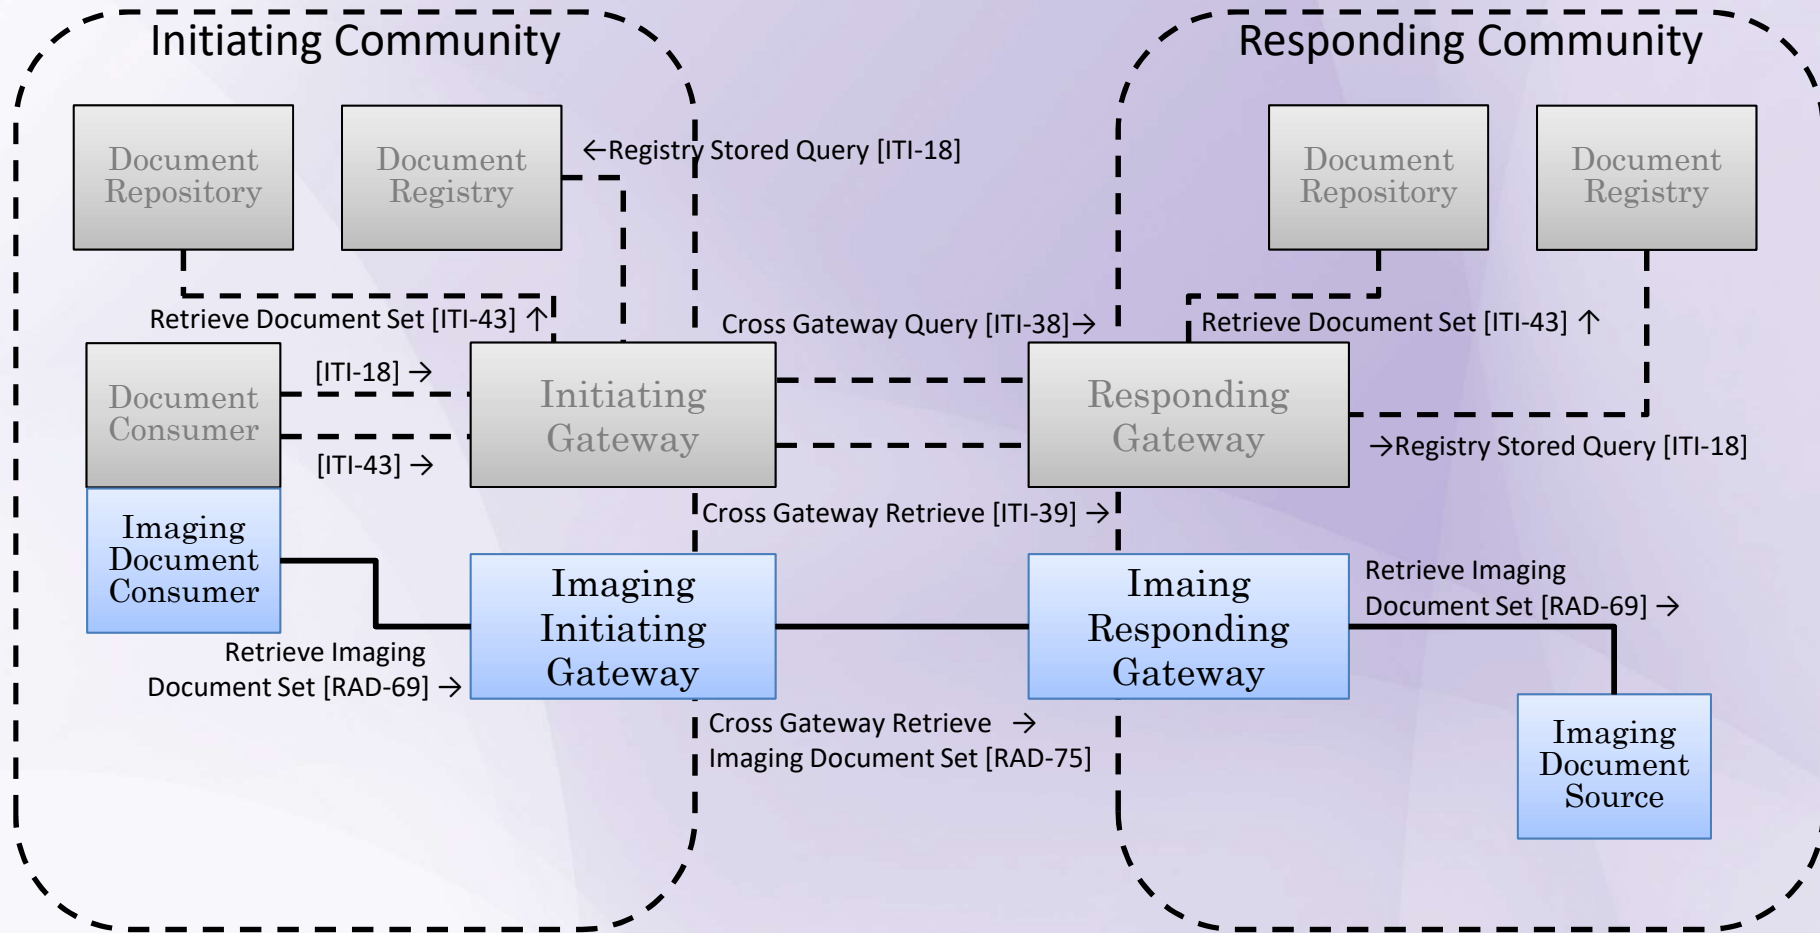 Initiating Community
Responding Community
Document
Repository
Document
Registry
←Registry Stored Query [ITI-18]
Document
Repository
Document
Registry
Retrieve Document Set [ITI-43] ↑
Cross Gateway Query [ITI-38]→
Retrieve Document Set [ITI-43] ↑
Document
Consumer
[ITI-18] →
[ITI-43] →
Initiating
Gateway
Responding
Gateway
→Registry Stored Query [ITI-18]
Cross Gateway Retrieve [ITI-39] →
Imaging
Document
Consumer
Imaging
Initiating
Gateway
Imaing
Responding
Gateway
Retrieve Imaging
Document Set [RAD-69] →
Retrieve Imaging
Document Set [RAD-69] →
Cross Gateway Retrieve →
Imaging Document Set [RAD-75]
Imaging
Document
Source